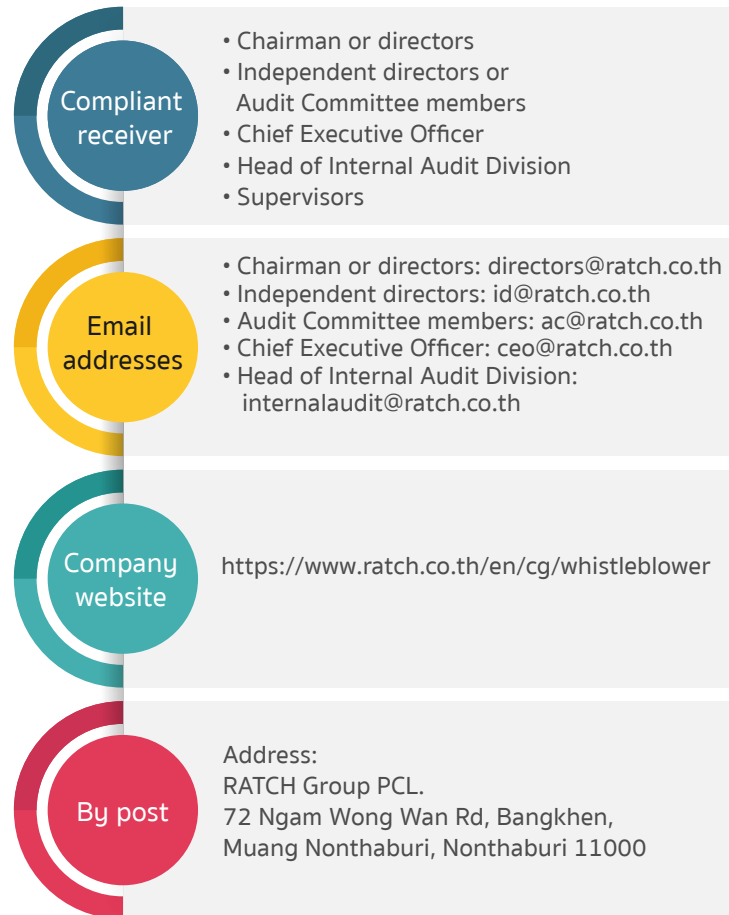 Compliant
receiver
• Chairman or directors
• Independent directors or
Audit Committee members
• Chief Executive Officer
• Head of Internal Audit Division
• Supervisors
Email
addresses
• Chairman or directors: directors@ratch.co.th
• Independent directors: id@ratch.co.th
• Audit Committee members: ac@ratch.co.th
• Chief Executive Officer: ceo@ratch.co.th
• Head of Internal Audit Division:
internalaudit@ratch.co.th
Company
website
https://www.ratch.co.th/en/cg/whistleblower
By post
Address:
RATCH Group PCL.
72 Ngam Wong Wan Rd, Bangkhen,
Muang Nonthaburi, Nonthaburi 11000